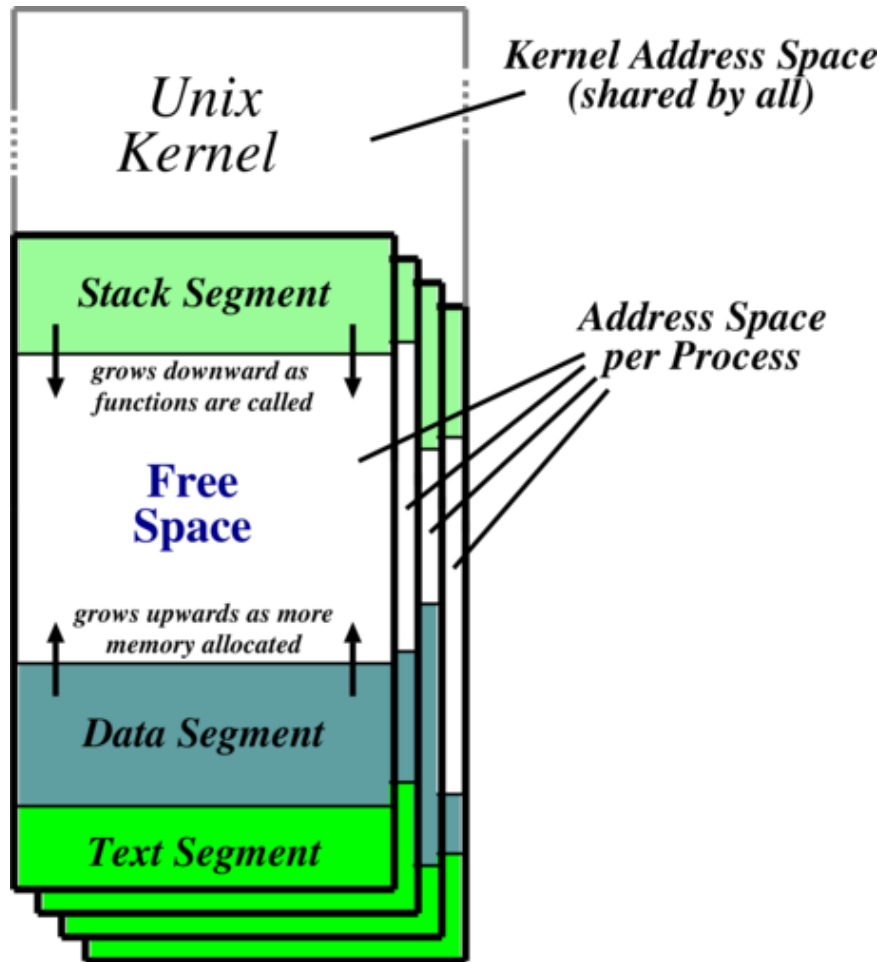 Unix
Kernel
Kernel Address Space
(shared by all)
Stack Segment
grows downward as
functions are called
Address Space
per Process
Free
Space
grows upwards as more
memory allocated
Data Segment
Text Segment